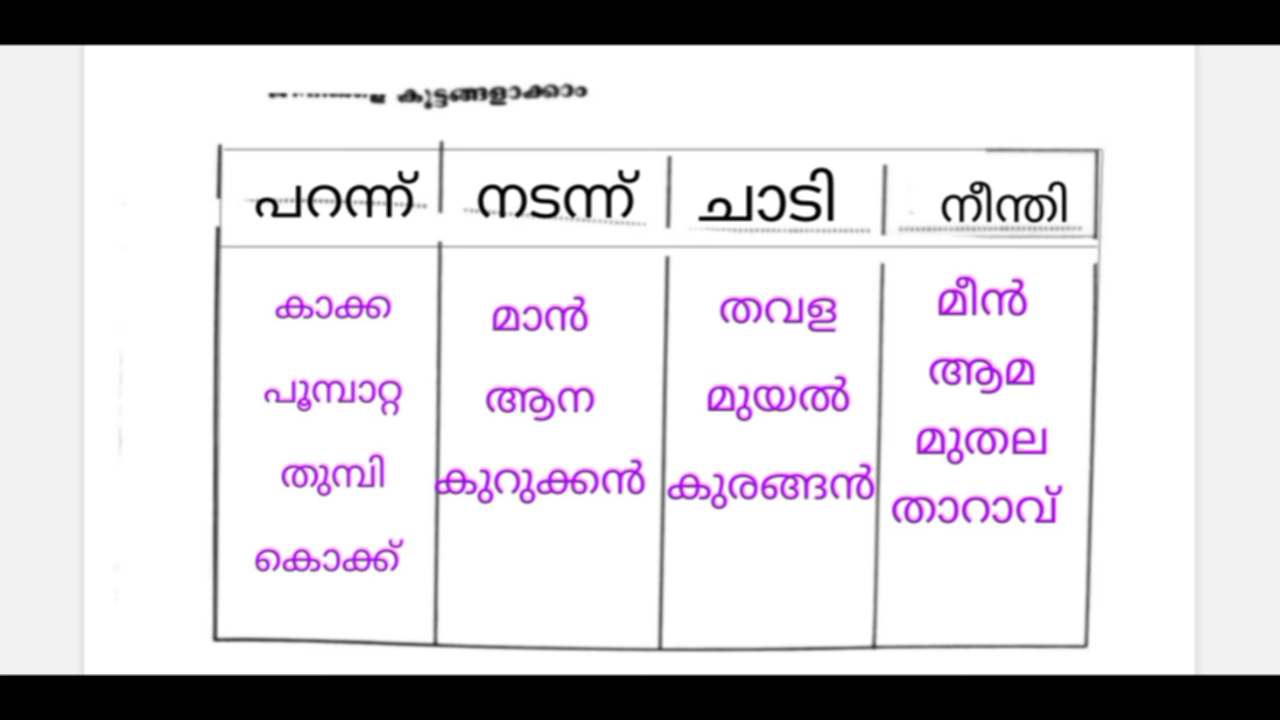 കൂട്ടങ്ങളാക്കാം
പറന്ന് നടന്ന് ചാടി നീന്തി
കാക്ക മാൻ തവള മീൻ
പൂമ്പാറ്റ ആന മുയൽ ആമ
തുമ്പി കുറുക്കൻ കുരങ്ങൻ മുതല
കൊക്ക് താറാവ്